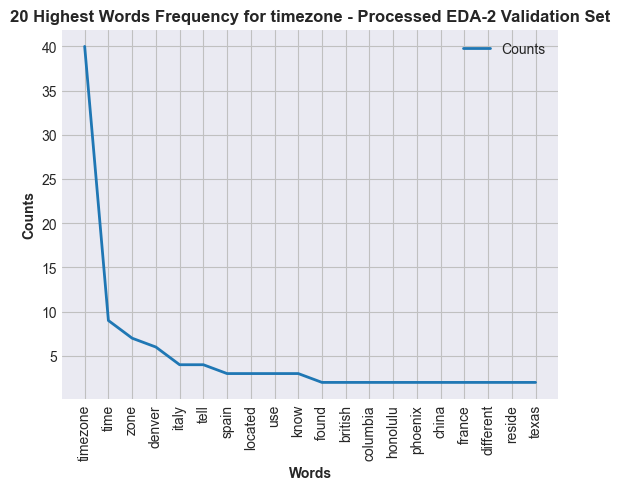 20 Highest Words Frequency for timezone - Processed EDA-2 Validation Set
Counts
40
35
30
25
20
15
10
5
Counts
timezone
time
zone
denver
italy
tell
spain
located
use
know
found
british
columbia
honolulu
phoenix
china
france
different
reside
texas
Words